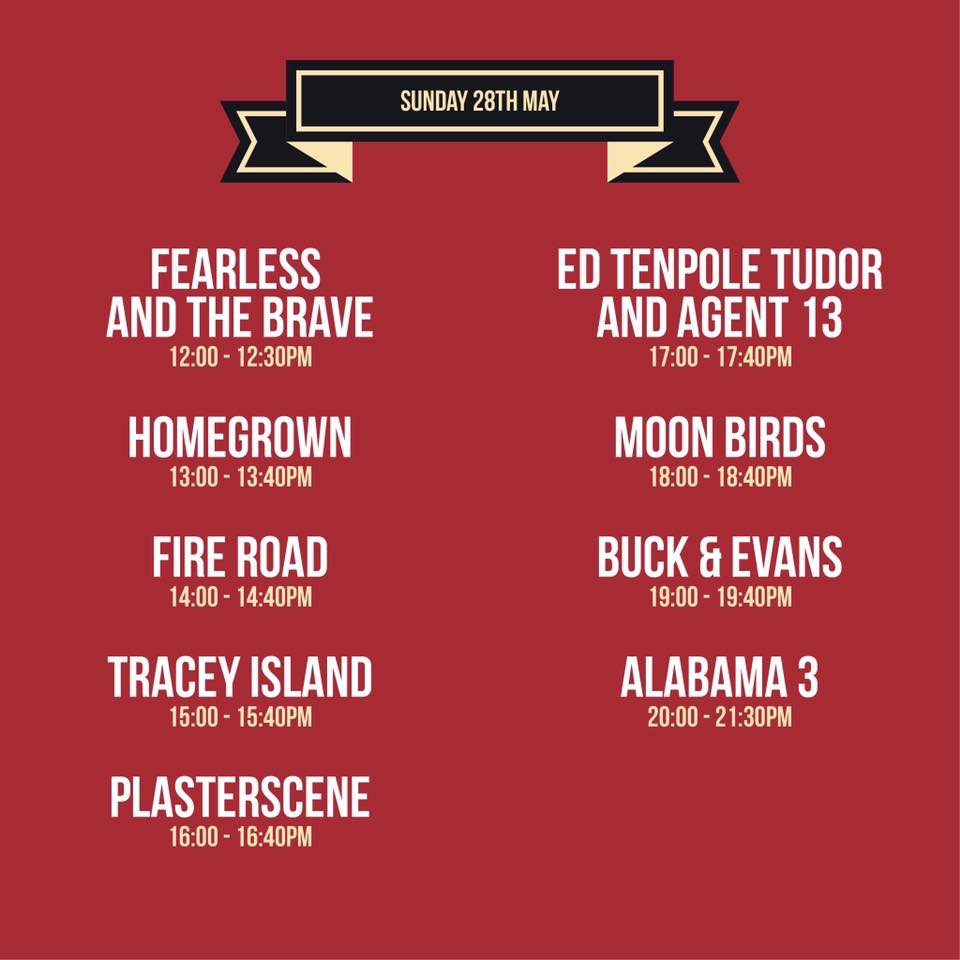 SUNDAY 28TH MAY
FEARLESS
AND THE BRAVE
12:00 - 12:30PM
HOMEGROWN
13:00 - 13:40PM
FIRE ROAD
14:00 - 14:40PM
TRACEY ISLAND
15:00 - 15:40PM
PLASTERSCENE
16:00 - 16:40PM
ED TENPOLE TUDOR
AND AGENT 13
17:00 - 17:40PM
MOON BIRDS
18:00 - 18:40PM
BUCK & EVANS
19:00 - 19:40PM
ALABAMA 3
20:00 - 21:30PM